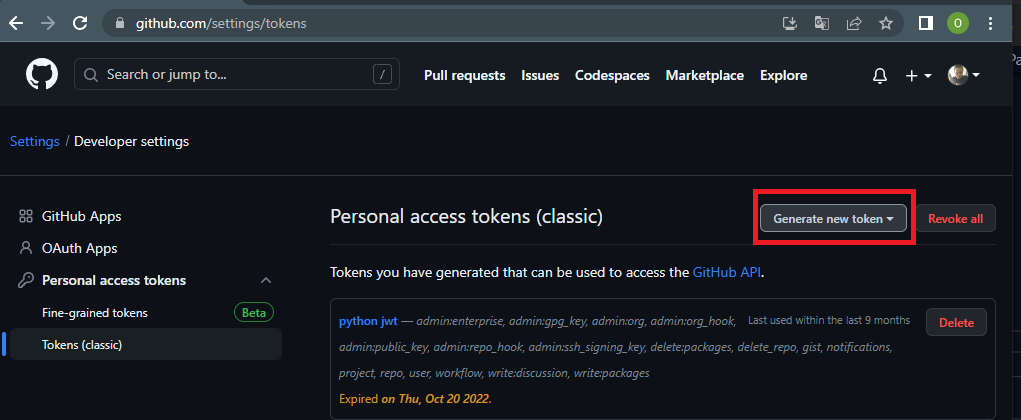 github.com/settings/tokens
O
Search or jump to...
/
Pull requests
Issues
Codespaces
Marketplace
Explore
Settings / Developer settings
GitHub Apps
OAuth Apps
Personal access tokens
Fine-grained tokens
Beta
Tokens (classic)
Personal access tokens (classic)
Generate new token
Revoke all
Tokens you have generated that can be used to access the GitHub API.
python jwt — admin:enterprise, admin:gpg_key, admin:org, admin:org_hook,
Last used within the last 9 months
Delete
admin:public_key, admin:repo_hook, admin:ssh_signing_key, delete:packages, delete_repo, gist, notifications,
project, repo, user, workflow, write:discussion, write:packages
Expired on Thu, Oct 20 2022.